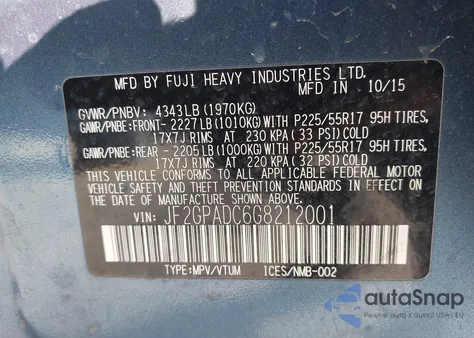 MFD. BY FUJI HEAVY INDUSTRIES LTD.
MFD IN 10/15
GVWR/PNBV: 4343LB (1970KG)
GAWR/PNBE: FRONT- 2227LB (1010KG) WITH P225/55R17 95H TIRES,
17X7J RIMS AT 230 KPA (33 PSI) COLD
GAWR/PNBE: REAR - 2205LB (1000KG) WITH P225/55R17 95H TIRES,
17X7J RIMS AT 220 KPA (32 PSI) COLD
THIS VEHICLE CONFORMS TO ALL APPLICABLE FEDERAL MOTOR
VEHICLE SAFETY STANDARDS IN EFFECT ON THE DATE OF
MANUFACTURE SHOWN ABOVE.
VIN: JF2GPADC6G8212001
TYPE:MPV/VTUM ICES/NMB-002
autoSnap